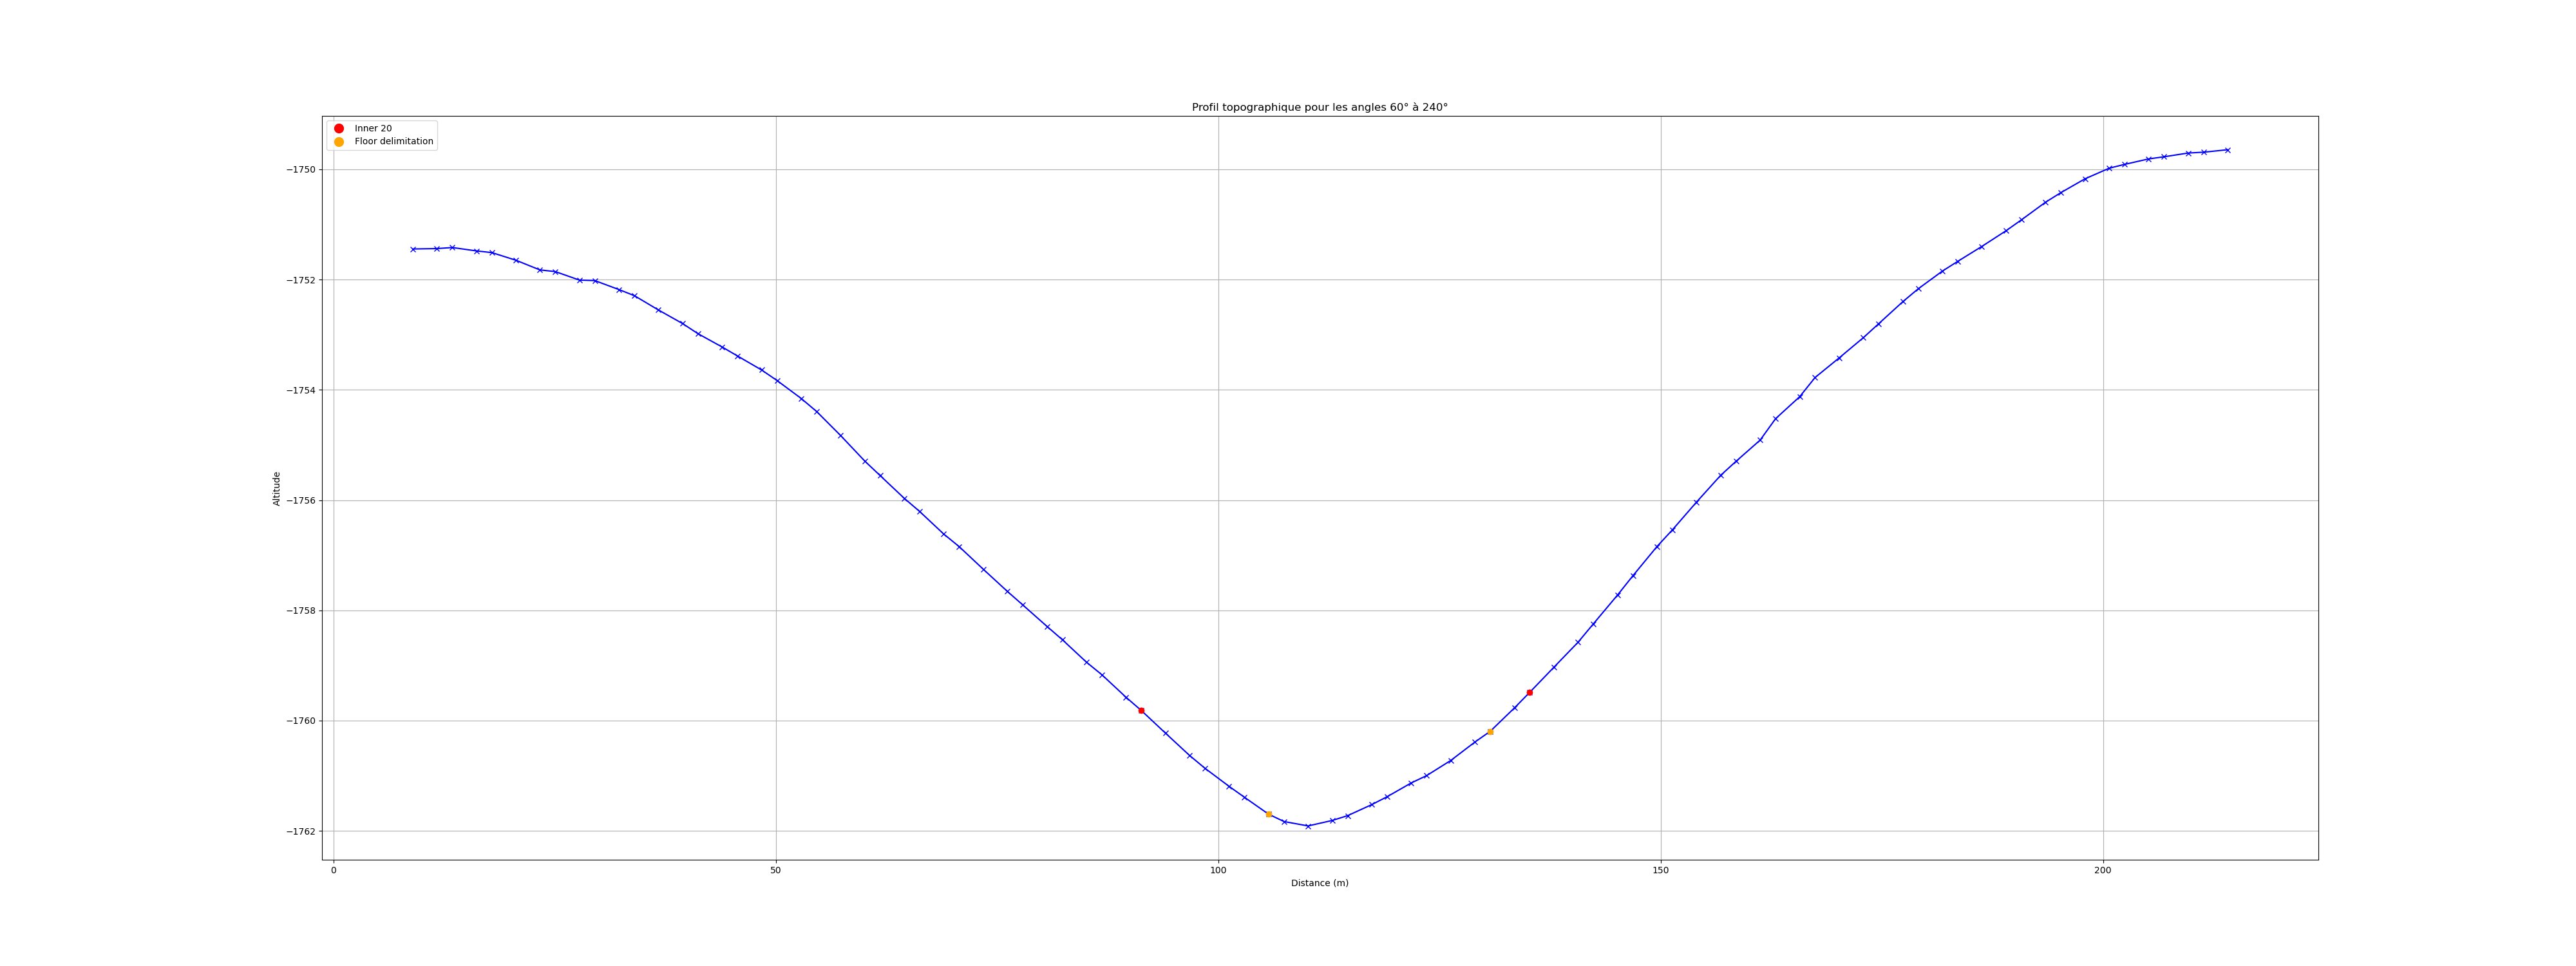 Profil topographique pour les angles 60° à 240°
Inner 20
Floor delimitation
−1750
−1752
−1754
−1756
−1758
−1760
−1762
Altitude
0
50
100
150
200
Distance (m)